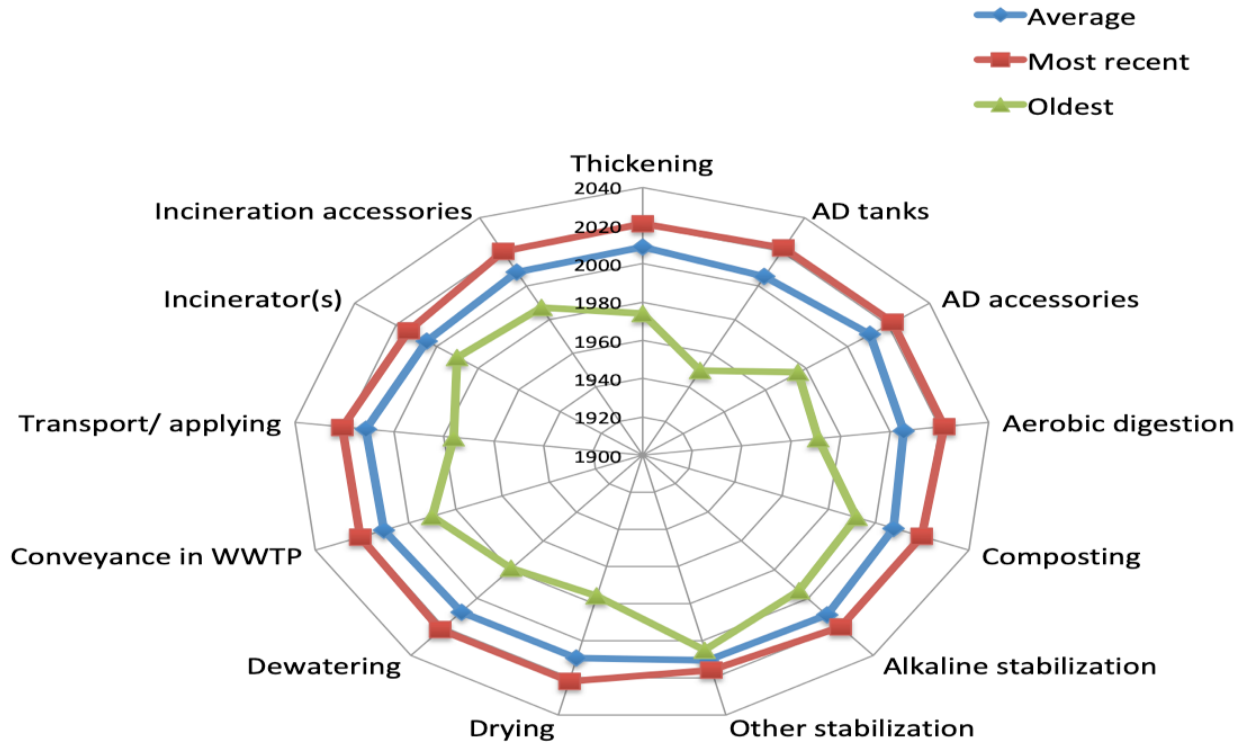 Average
Most recent
Oldest
Thickening
2040
Incineration accessories
AD tanks
2020
2000
Incinerator(s)
AD accessories
1980
1960
1940
Transport/ applying
Aerobic digestion
1920
1900
Conveyance in WWTP
Composting
Dewatering
Alkaline stabilization
Drying
Other stabilization